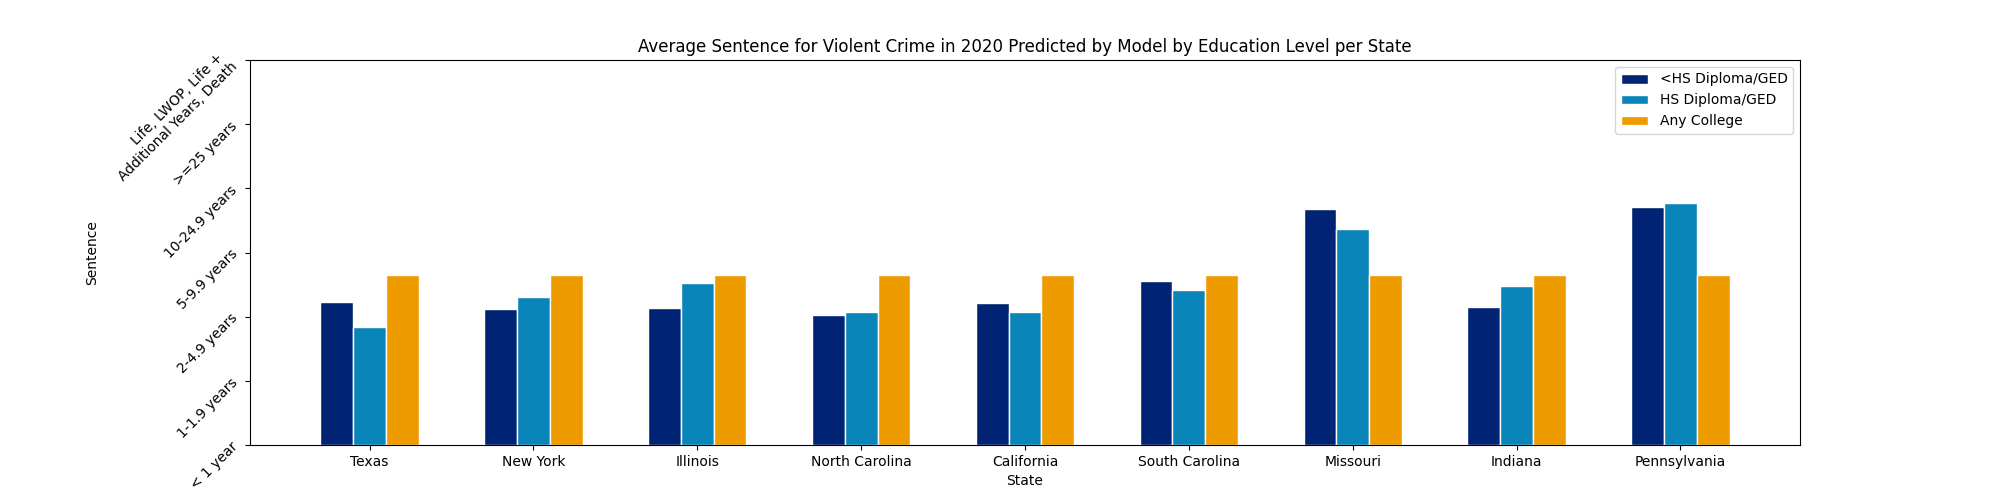 Average Sentence for Violent Crime in 2020 Predicted by Model by Education Level per State
Life, LWOP, Life +
Additional Years, Death
>=25 years
10-24.9 years
5-9.9 years
2-4.9 years
1-1.9 years
< 1 year
Sentence
<HS Diploma/GED
HS Diploma/GED
Any College
Texas
New York
Illinois
North Carolina
California
South Carolina
Missouri
Indiana
Pennsylvania
State